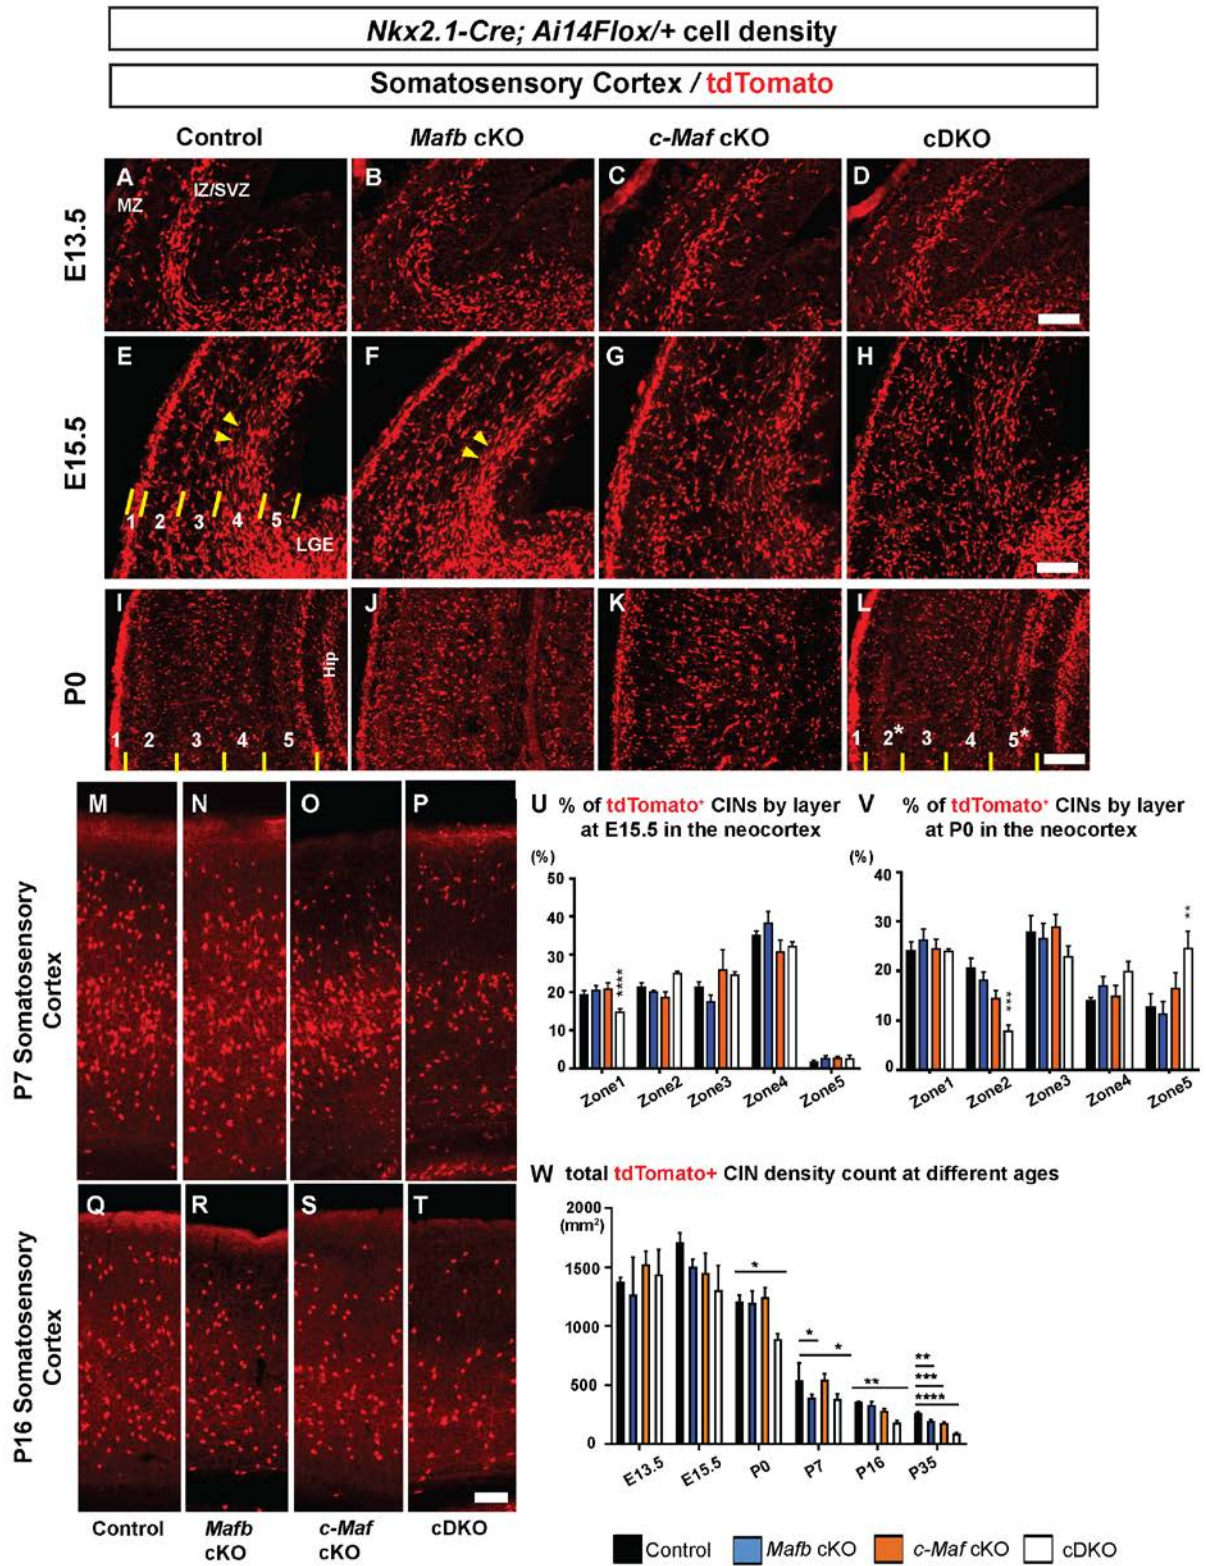 Nkx2.1-Cre; Ai14Flox/+ cell density
Somatosensory Cortex / tdTomato
Control
Mafb cKO
c-Maf cKO
cDKO
E13.5
A
MZ
IZ/SVZ
B
C
D
E15.5
E
1
2
3
4
5
LGE
F
G
H
P0
I
1
2
3
4
5
Hip
J
K
L
1
2*
3
4
5*
P7 Somatosensory
Cortex
M
N
O
P
P16 Somatosensory
Cortex
Q
R
S
T
Control
Mafb
cKO
c-Maf
cKO
cDKO
U % of tdTomato+ CINs by layer
at E15.5 in the neocortex
(%)
50
40
30
20
10
0
****
Zone1
Zone2
Zone3
Zone4
Zone5
V % of tdTomato+ CINs by layer
at P0 in the neocortex
(%)
40
30
20
10
0
***
**
Zone1
Zone2
Zone3
Zone4
Zone5
W total tdTomato+ CIN density count at different ages
2000
(mm²)
1500
1000
500
0
*
*
*
**
**
***
****
E13.5
E15.5
P0
P7
P16
P35
Control
Mafb cKO
c-Maf cKO
cDKO